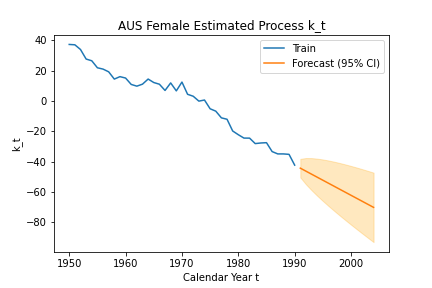 AUS Female Estimated Process k_t
Train
Forecast (95% CI)
40
20
0
−20
−40
−60
−80
k_t
1950
1960
1970
1980
1990
2000
Calendar Year t